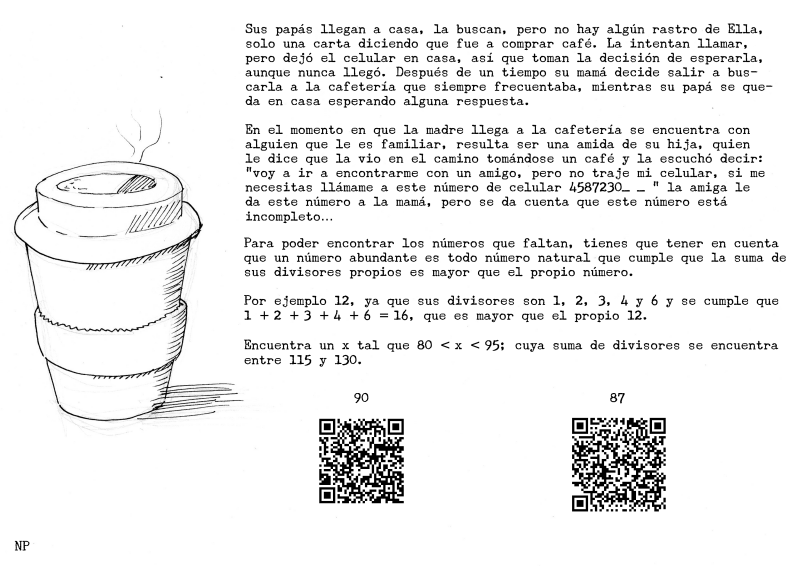 Sus papás llegan a casa, la buscan, pero no hay algún rastro de Ella,
solo una carta diciendo que fue a comprar café. La intentan llamar,
pero dejó el celular en casa, así que toman la decisión de esperarla,
aunque nunca llegó. Después de un tiempo su mamá decide salir a bus-
carla a la cafetería que siempre frecuentaba, mientras su papá se que-
da en casa esperando alguna respuesta.
En el momento en que la madre llega a la cafetería se encuentra con
alguien que le es familiar, resulta ser una amida de su hija, quien
le dice que la vio en el camino tomándose un café y la escuchó decir:
"voy a ir a encontrarme con un amigo, pero no traje mi celular, si me
necesitas llámame a este número de celular 4587230_ _ " la amiga le
da este número a la mamá, pero se da cuenta que este número está
incompleto...
Para poder encontrar los números que faltan, tienes que tener en cuenta
que un número abundante es todo número natural que cumple que la suma de
sus divisores propios es mayor que el propio número.
Por ejemplo 12, ya que sus divisores son 1, 2, 3, 4 y 6 y se cumple que
1 + 2 + 3 + 4 + 6 = 16, que es mayor que el propio 12.
Encuentra un x tal que 80 < x < 95; cuya suma de divisores se encuentra
entre 115 y 130.
90
87
NP